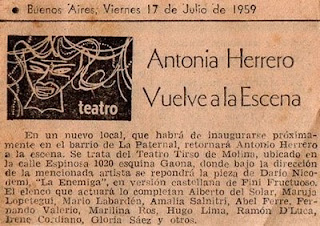 • Buenos Aires, Viernes 17 de Julio de 1959
teatro
Antonia Herrero
Vuelve a la Escena
En un nuevo local, que habrá de inaugurarse próxima-
mente en el barrio de La Paternal, retornará Antonio Herrero
a la escena. Se trata del Teatro Tirso de Molina, ubicado en
la calle Espinosa 1020 esquina Gaona, donde bajo la dirección
de la mencionada artista se repondrá la pieza de Darío Nico-
demi, "La Enemiga", en versión castellana de Pini Fructuoso.
El elenco que actuará lo completan Alberto del Solar, Maruja
Lopetegui, Mario Labardén, Amalia Salnitri, Abel Ferre, Fer-
nando Valerio, Marilina Ros, Hugo Lima, Ramón D'Luca,
Irene Cordiano, Gloria Sáez y otros.